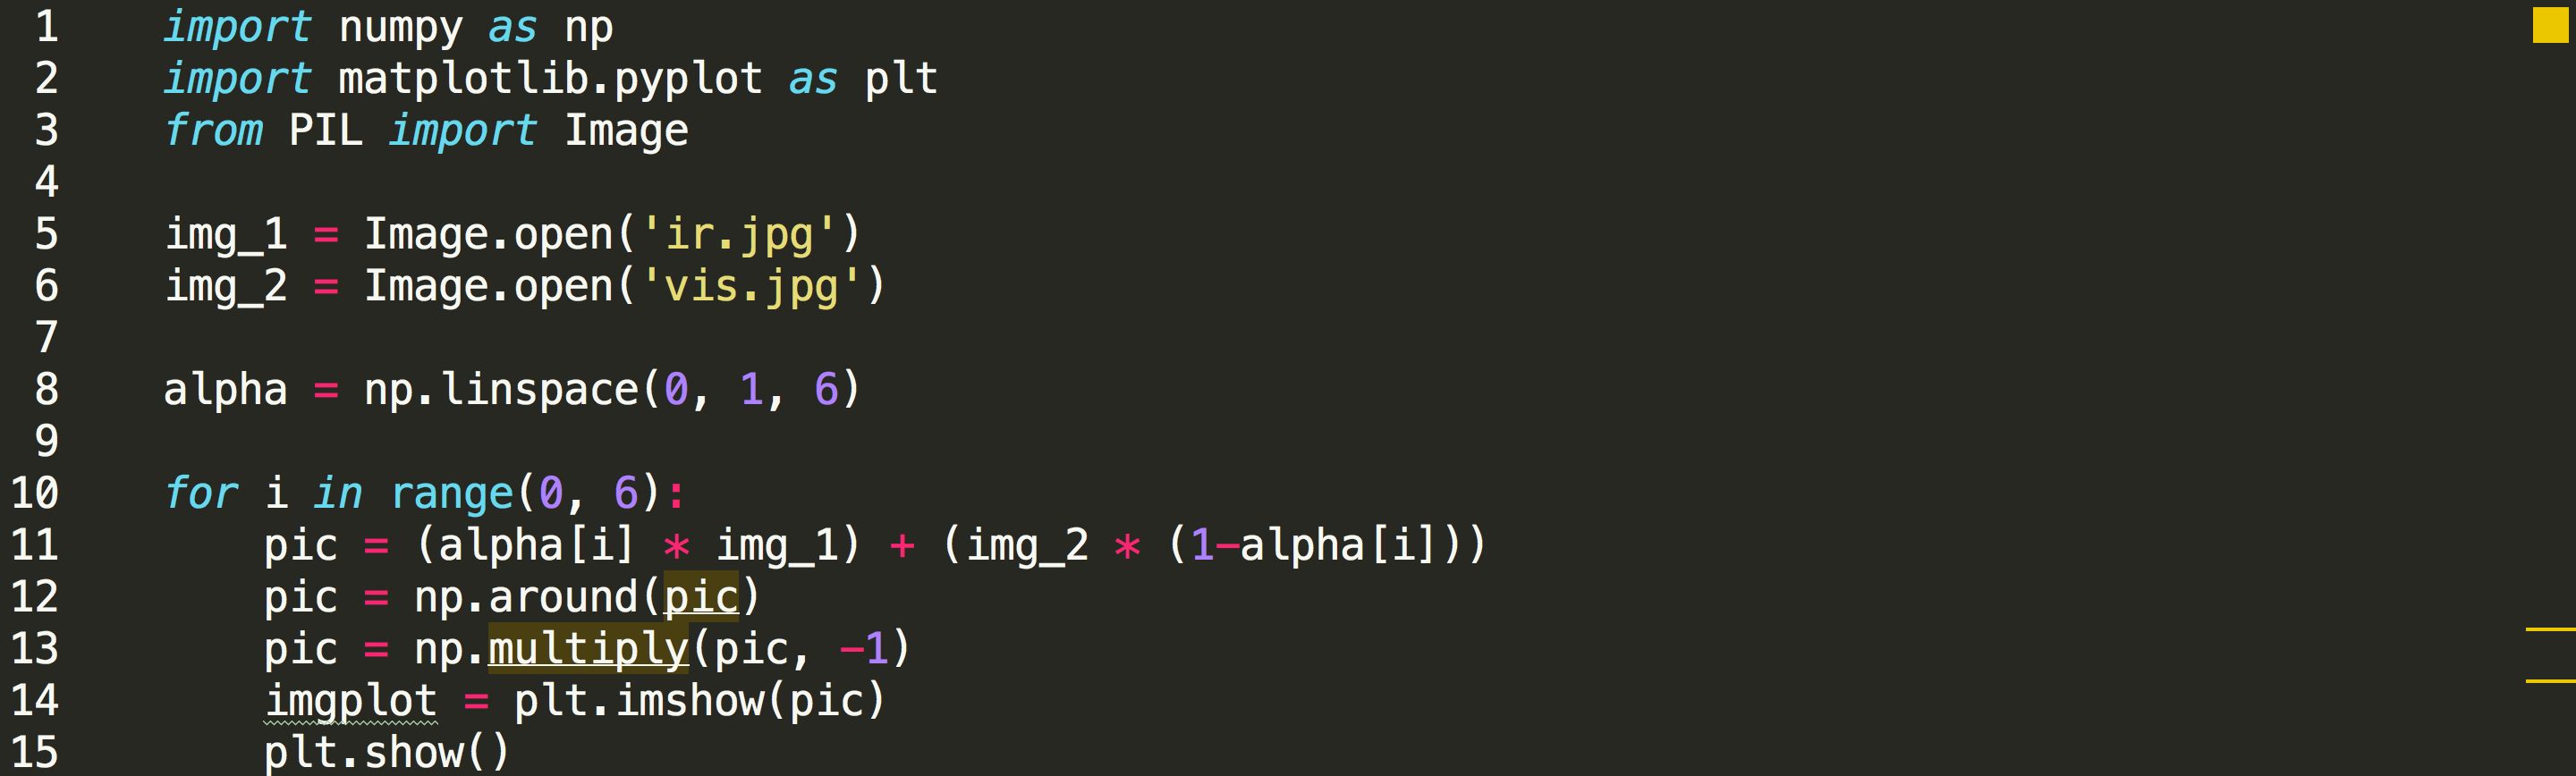 1 import numpy as np
2 import matplotlib.pyplot as plt
3 from PIL import Image
4
5 img_1 = Image.open('ir.jpg')
6 img_2 = Image.open('vis.jpg')
7
8 alpha = np.linspace(0, 1, 6)
9
10 for i in range(0, 6):
11     pic = (alpha[i] * img_1) + (img_2 * (1-alpha[i]))
12     pic = np.around(pic)
13     pic = np.multiply(pic, -1)
14     imgplot = plt.imshow(pic)
15     plt.show()